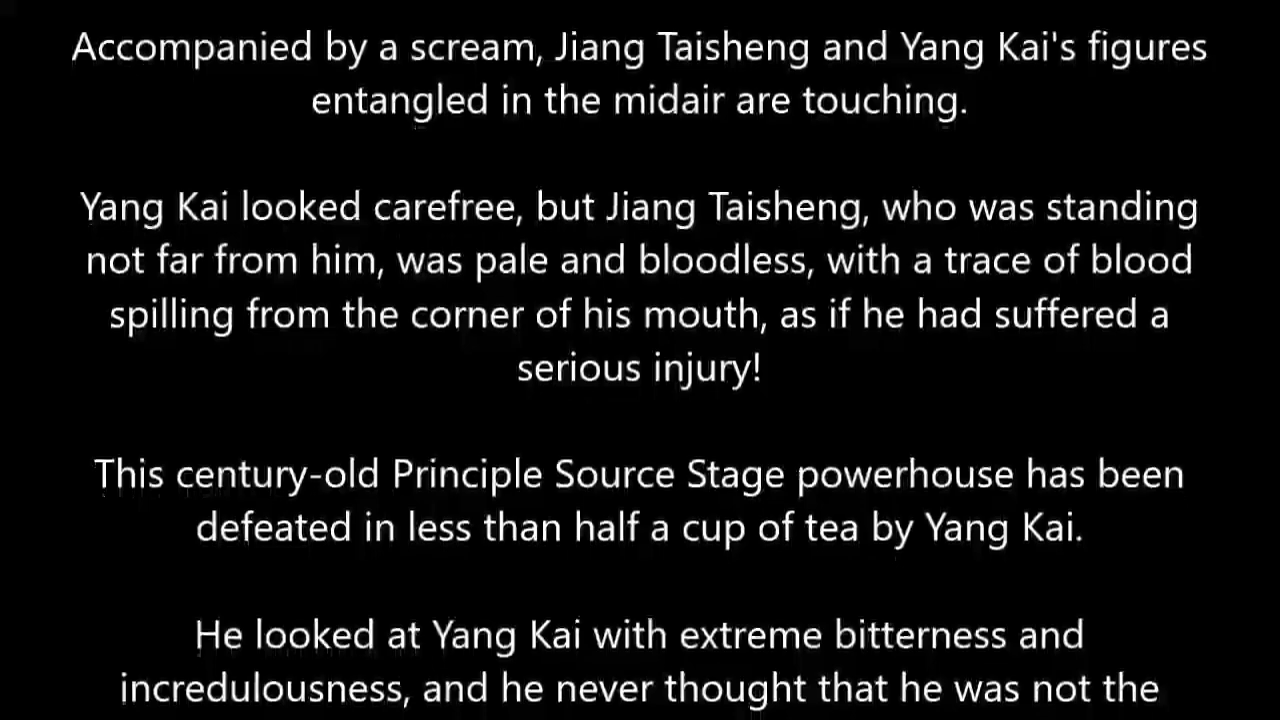 Accompanied by a scream, Jiang Taisheng and Yang Kai's figures
entangled in the midair are touching.
Yang Kai looked carefree, but Jiang Taisheng, who was standing
not far from him, was pale and bloodless, with a trace of blood
spilling from the corner of his mouth, as if he had suffered a
serious injury!
This century-old Principle Source Stage powerhouse has been
defeated in less than half a cup of tea by Yang Kai.
He looked at Yang Kai with extreme bitterness and
incredulousness, and he never thought that he was not the